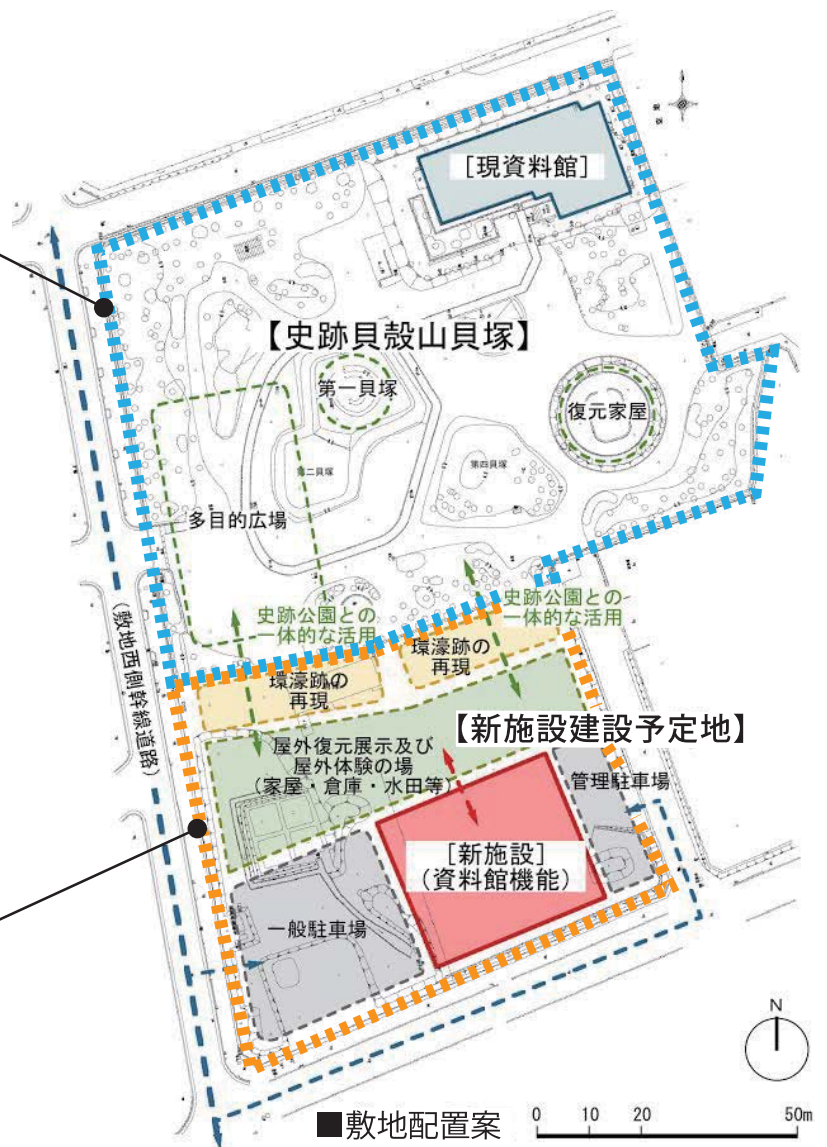 [現資料館]
【史跡貝殻山貝塚】
第一貝塚
復元家屋
第二貝塚
第四貝塚
多目的広場
(敷地西側幹線道路)
史跡公園との
一体的な活用
史跡公園との
一体的な活用
環濠跡の
再現
環濠跡の
再現
【新施設建設予定地】
屋外復元展示及び
屋外体験の場
(家屋・倉庫・水田等)
管理駐車場
[新施設]
(資料館機能)
一般駐車場
N
■敷地配置案
0 10 20 50m